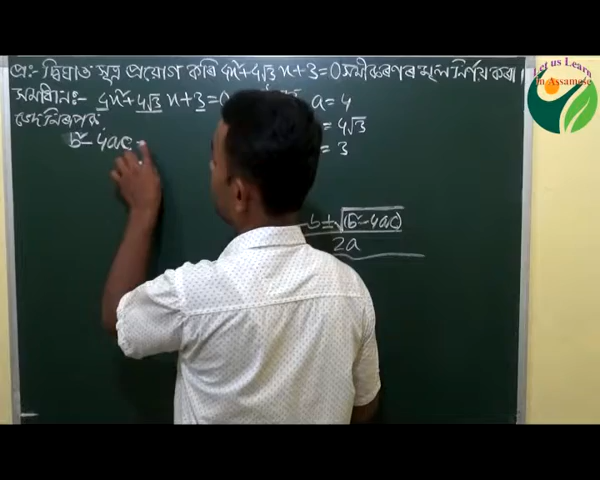 প্ৰ:- দ্বিঘাত সূত্ৰ প্ৰয়োগ কৰি 4x²+4√3 x+3=0 সমীকৰণৰ মূল নিৰ্ণয় কৰা।
সমাধান:- 4x²+4√3 x+3=0 a=4
= 4√3
= 3
ভেদ নিৰূপক
b²-4ac=
-b±√(b²-4ac)
2a
Let us Learn
in Assamese